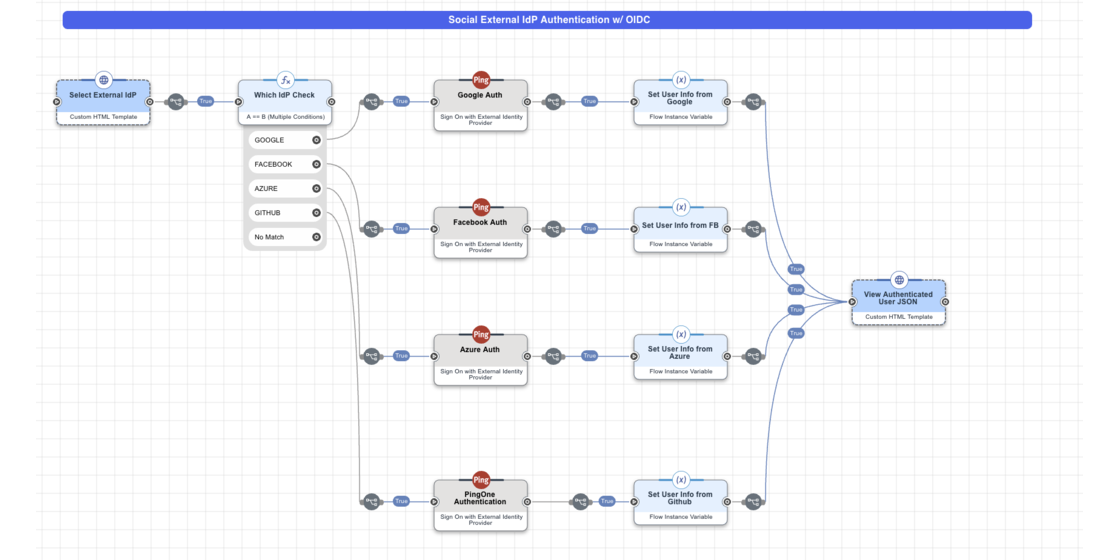 Social External IdP Authentication w/ OIDC
Select External IdP
Custom HTML Template
True
fx
Which IdP Check
A == B (Multiple Conditions)
GOOGLE
FACEBOOK
AZURE
GITHUB
No Match
True
Ping
Google Auth
Sign On with External Identity
Provider
True
(x)
Set User Info from
Google
Flow Instance Variable
True
Ping
Facebook Auth
Sign On with External Identity
Provider
True
(x)
Set User Info from FB
Flow Instance Variable
True
Ping
Azure Auth
Sign On with External Identity
Provider
True
(x)
Set User Info from
Azure
Flow Instance Variable
True
Ping
PingOne
Authentication
Sign On with External Identity
Provider
True
(x)
Set User Info from
Github
Flow Instance Variable
True
True
True
True
View Authenticated
User JSON
Custom HTML Template